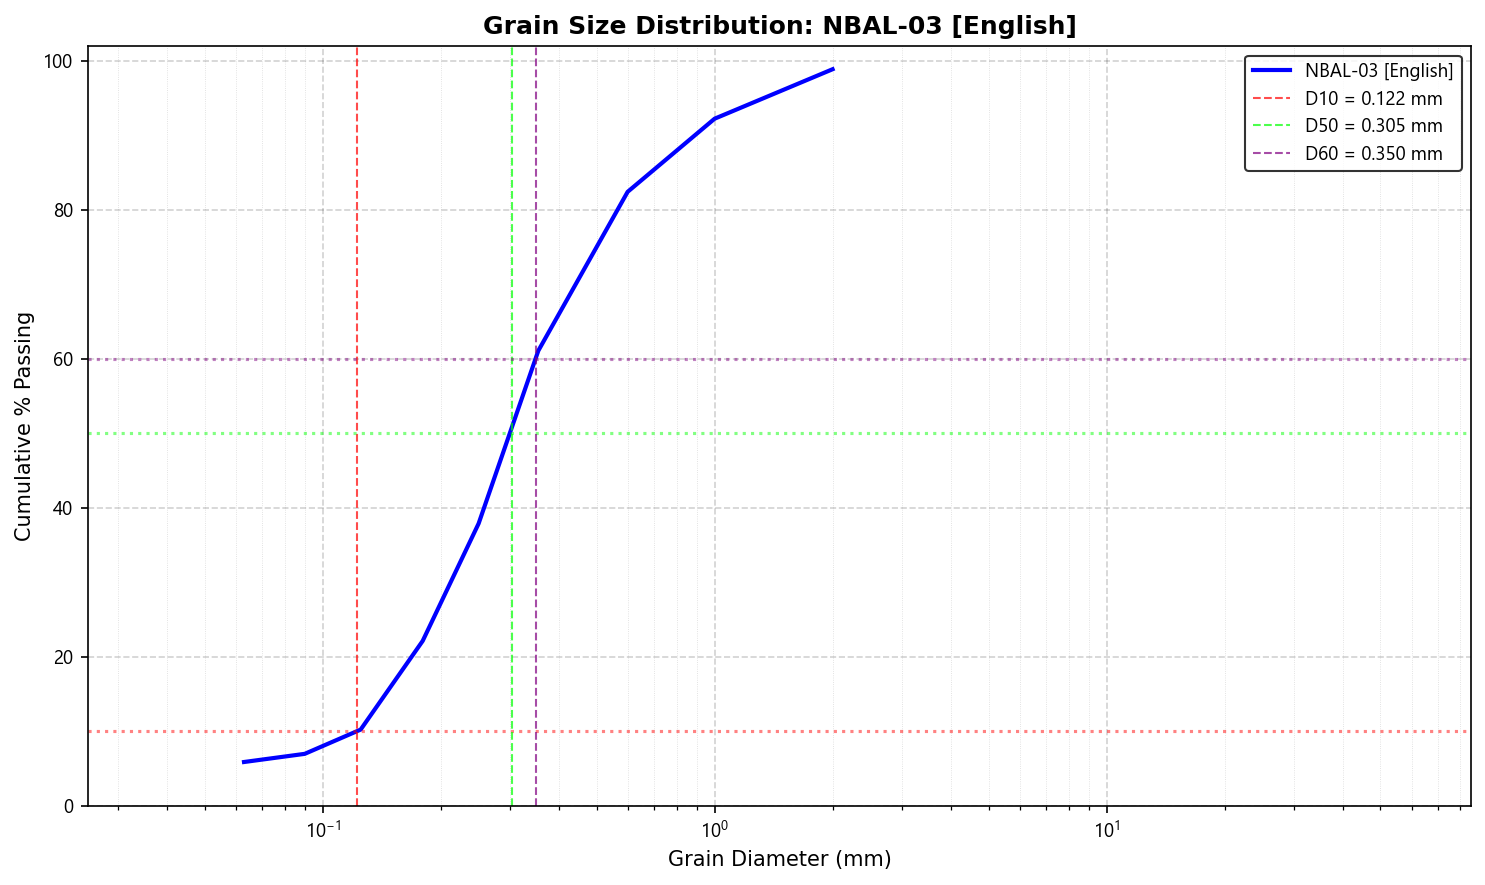 Grain Size Distribution: NBAL-03 [English]
NBAL-03 [English]
D10 = 0.122 mm
D50 = 0.305 mm
D60 = 0.350 mm
Cumulative % Passing
100
80
60
40
20
0
10⁻¹
10⁰
10¹
Grain Diameter (mm)